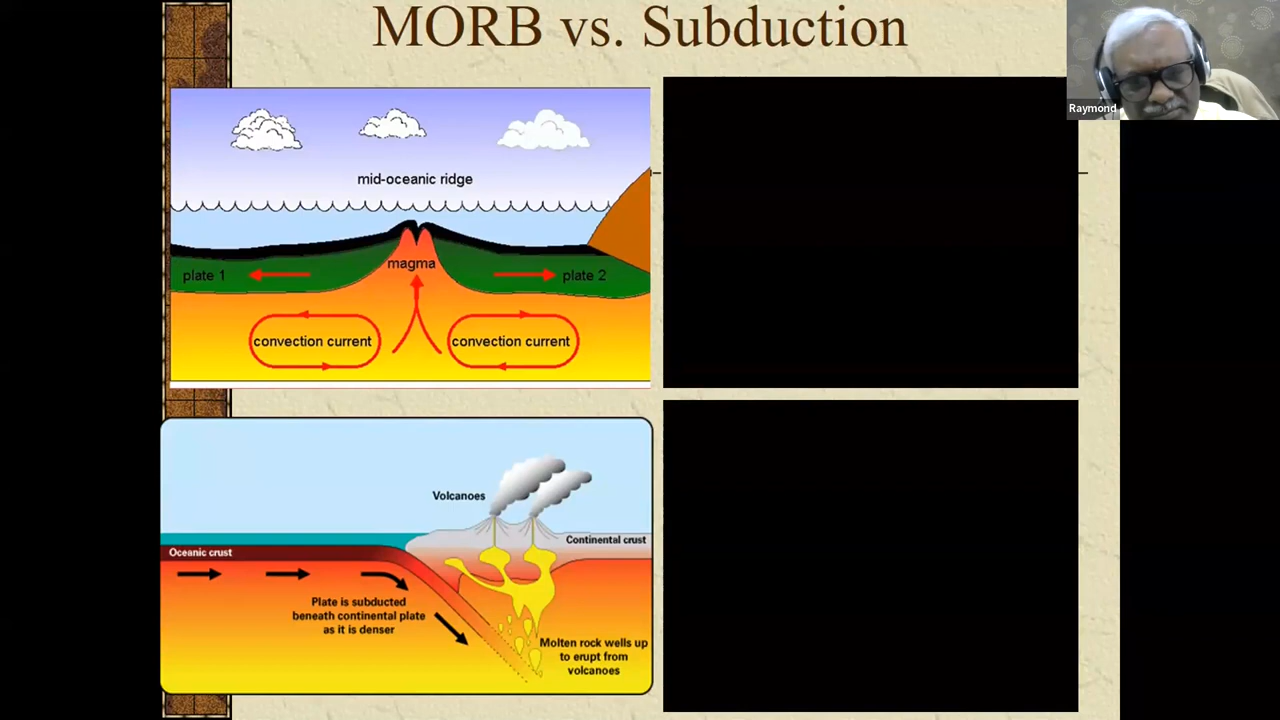 MORB vs. Subduction
Raymond
mid-oceanic ridge
magma
plate 1
plate 2
convection current
convection current
Volcanoes
Continental crust
Oceanic crust
Plate is subducted
beneath continental plate
as it is denser
Molten rock wells up
to erupt from
volcanoes